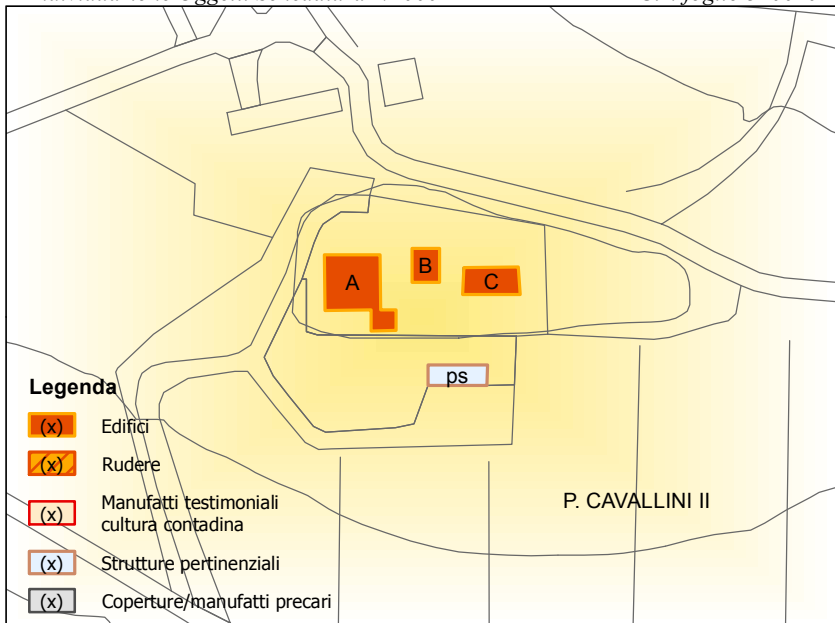 A
B
C
ps
P. CAVALLINI II
Legenda
(x) Edifici
(x) Rudere
(x) Manufatti testimoniali
cultura contadina
(x) Strutture pertinenziali
(x) Coperture/manufatti precari